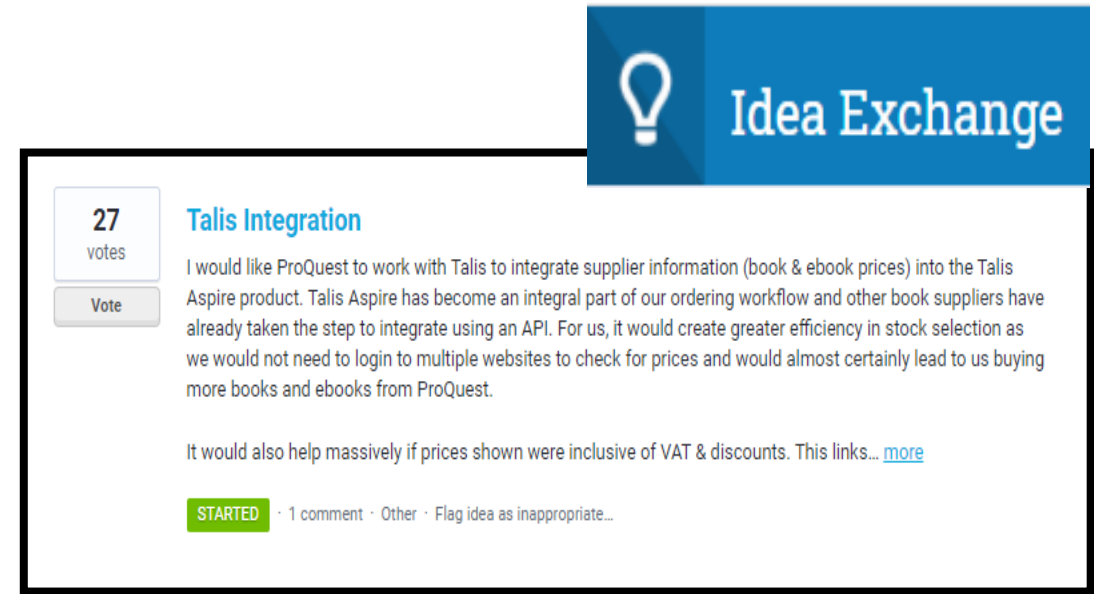 Idea Exchange
27
votes
Vote
Talis Integration
I would like ProQuest to work with Talis to integrate supplier information (book & ebook prices) into the Talis
Aspire product. Talis Aspire has become an integral part of our ordering workflow and other book suppliers have
already taken the step to integrate using an API. For us, it would create greater efficiency in stock selection as
we would not need to login to multiple websites to check for prices and would almost certainly lead to us buying
more books and ebooks from ProQuest.
It would also help massively if prices shown were inclusive of VAT & discounts. This links... more
STARTED · 1 comment · Other · Flag idea as inappropriate...